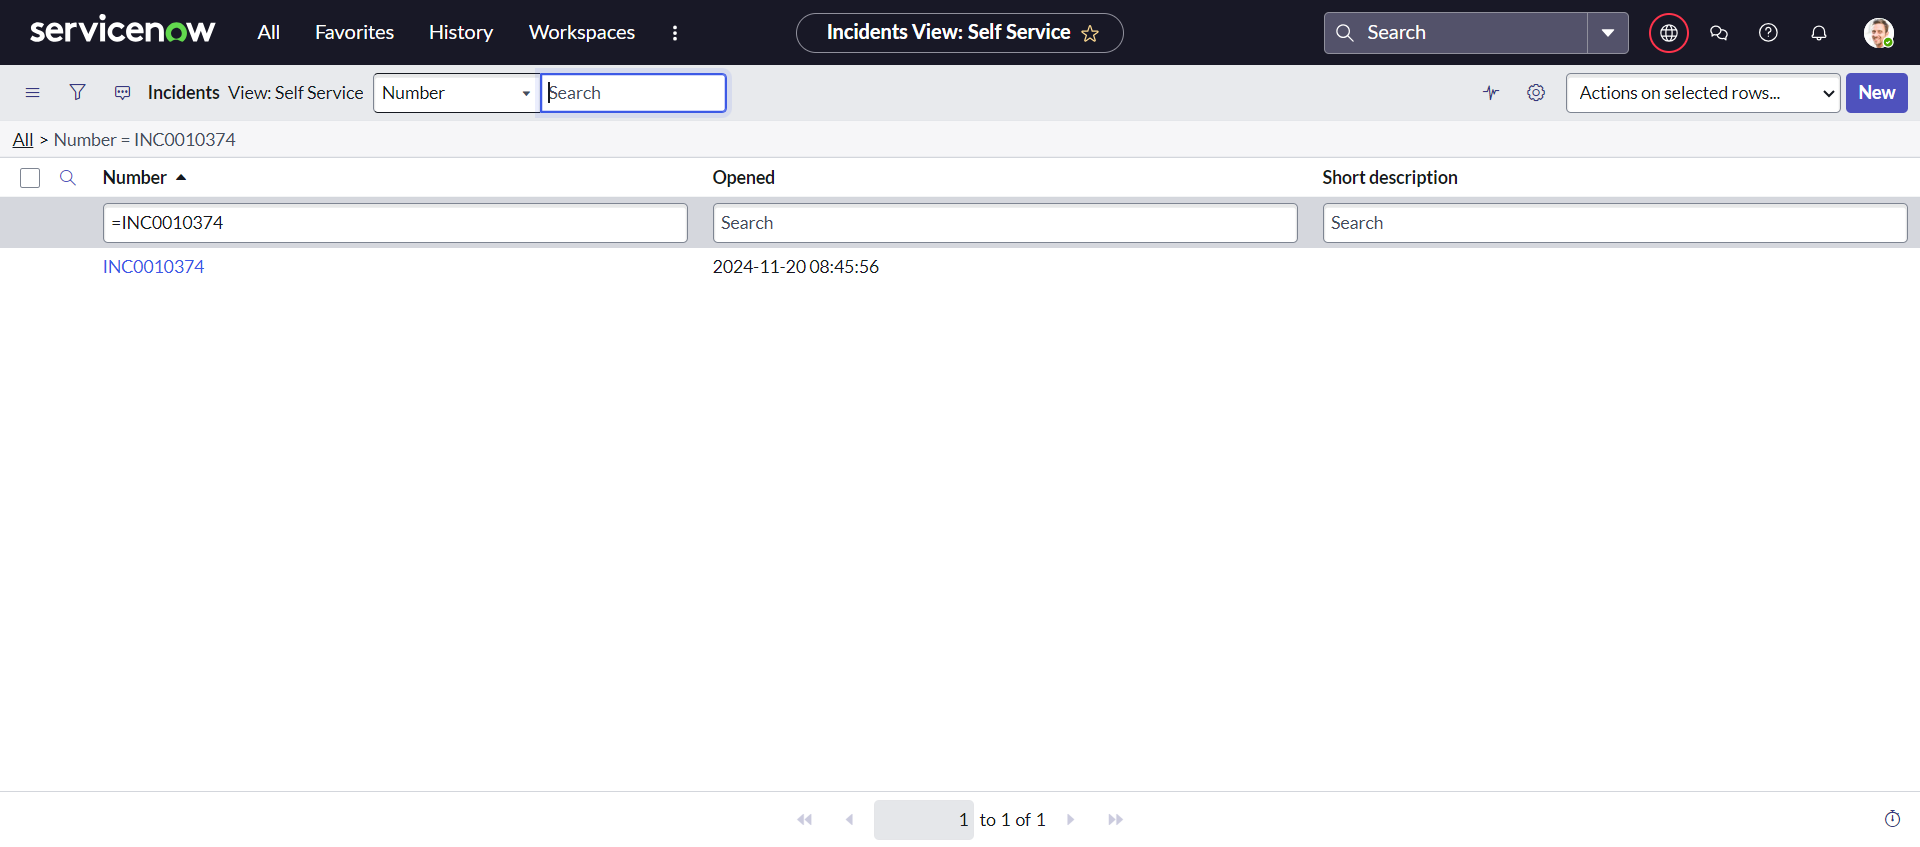 servicenow All Favorites History Workspaces Incidents View: Self Service Search
Incidents View: Self Service Number Search Actions on selected rows... New
All > Number = INC0010374
Number Opened Short description
=INC0010374 Search Search
INC0010374 2024-11-20 08:45:56
1 to 1 of 1